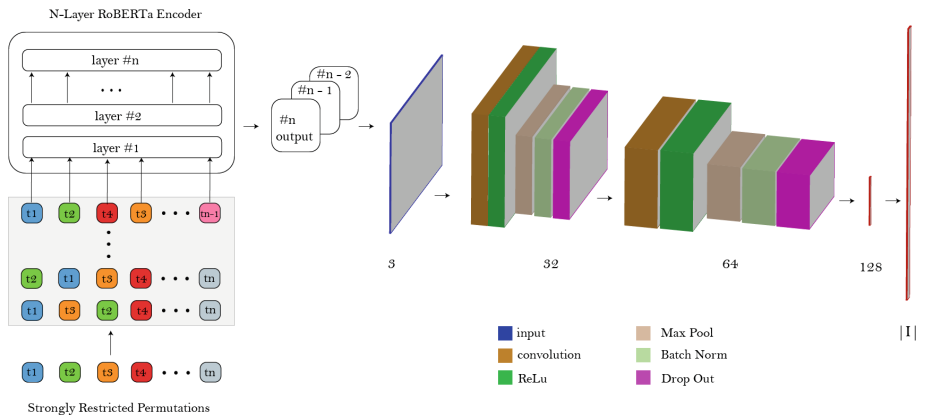 N-Layer RoBERTa Encoder
layer #n
• • •
layer #2
layer #1
#n - 2
#n - 1
#n
output
t1 t2 t4 t3 • • • tn-1
t2 t1 t3 t4 • • • tn
t1 t3 t2 t4 • • • tn
t1 t2 t3 t4 • • • tn
Strongly Restricted Permutations
3
32
64
128
|I|
input
convolution
ReLu
Max Pool
Batch Norm
Drop Out